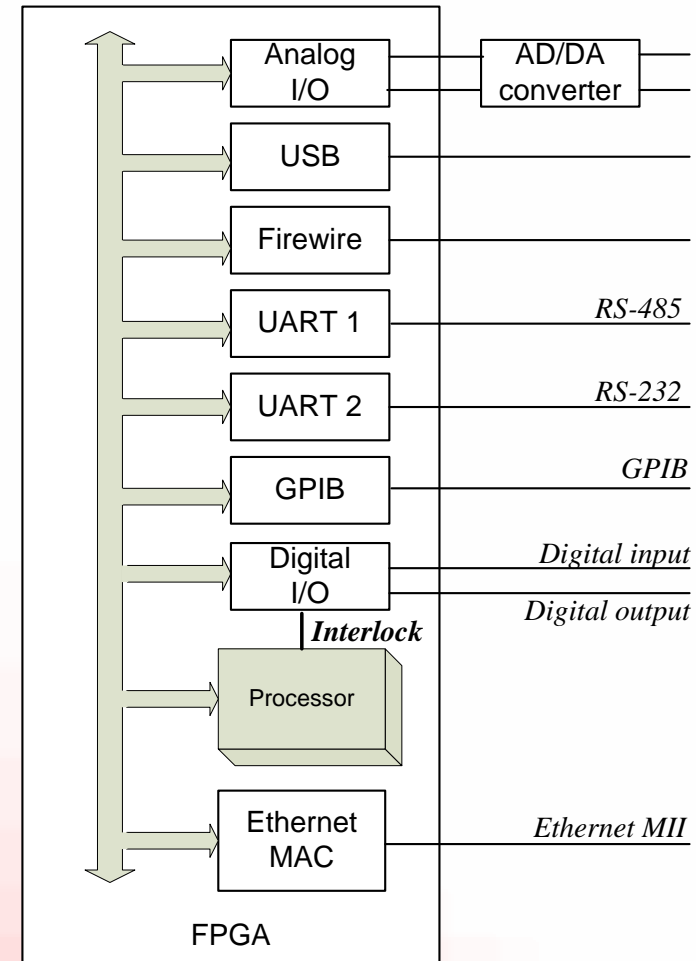 Analog
I/O
AD/DA
converter
USB
Firewire
UART 1
RS-485
UART 2
RS-232
GPIB
GPIB
Digital
I/O
Digital input
Digital output
Interlock
Processor
Ethernet
MAC
Ethernet MII
FPGA